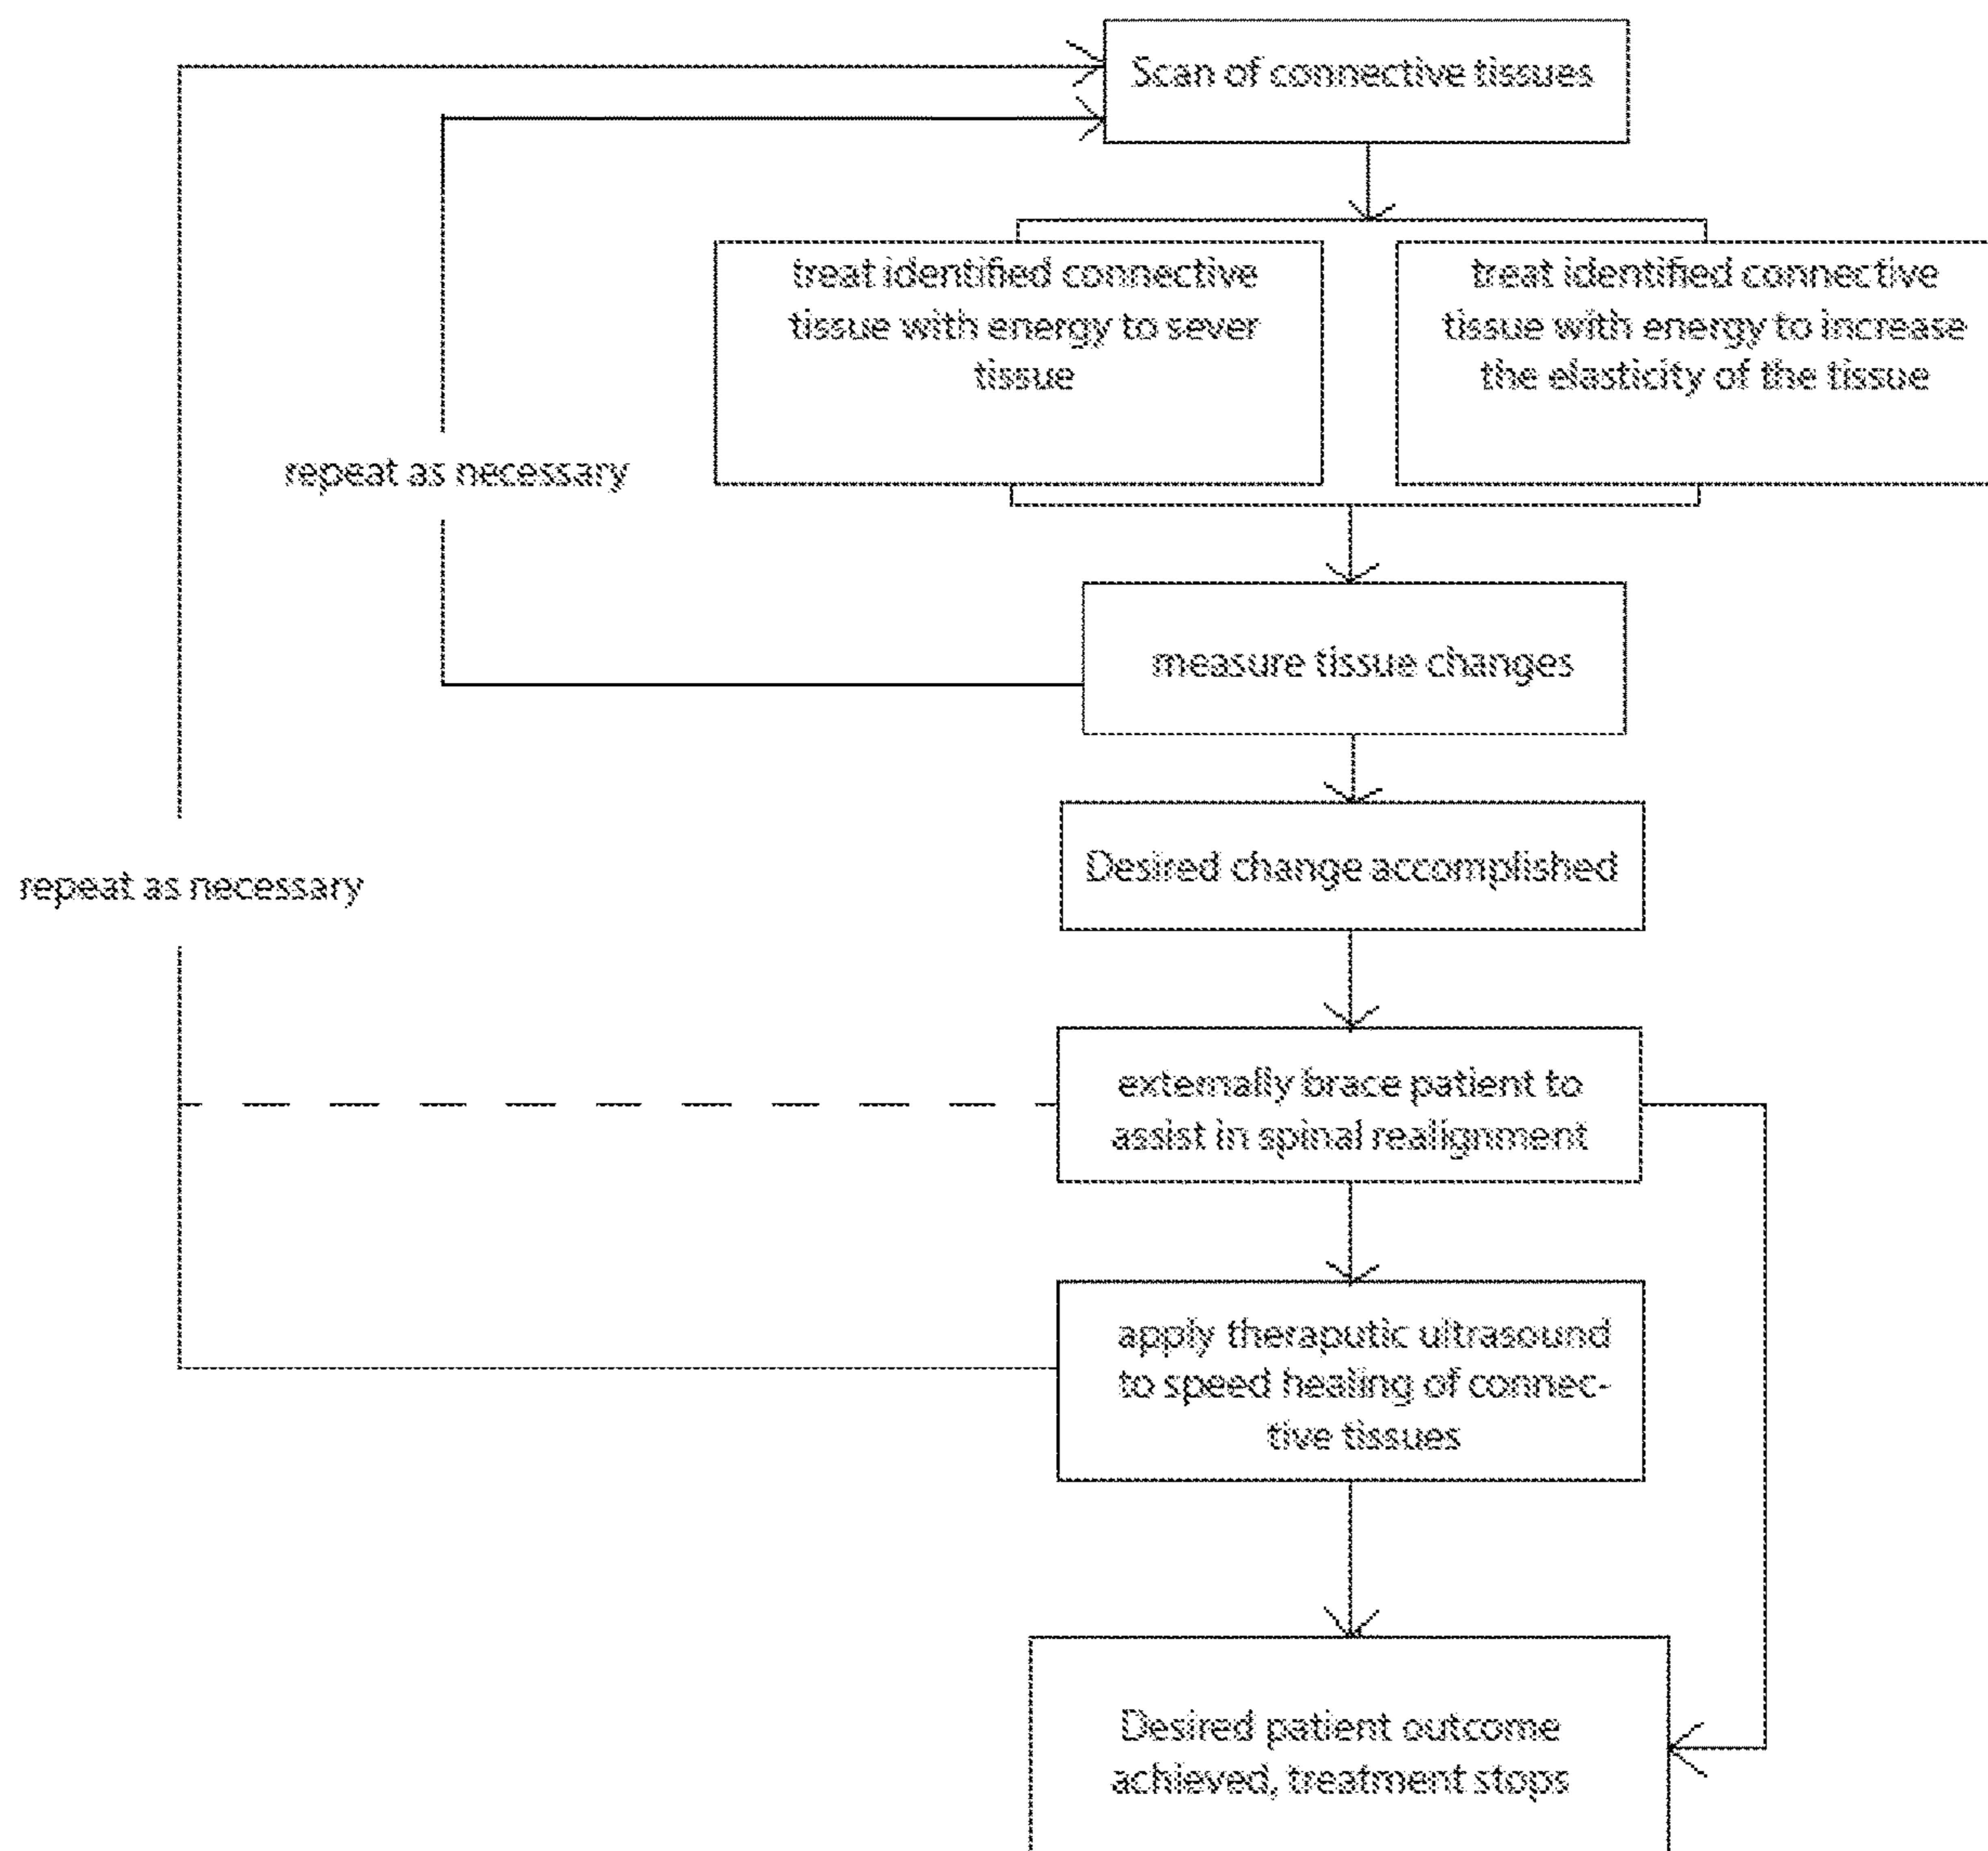 Scan of connective tissues
treat identified connective
tissue with energy to sever
tissue
treat identified connective
tissue with energy to increase
the elasticity of the tissue
repeat as necessary
measure tissue changes
Desired change accomplished
repeat as necessary
externally brace patient to
assist in spinal realignment
apply theraputic ultrasound
to speed healing of connec-
tive tissues
Desired patient outcome
achieved, treatment stops